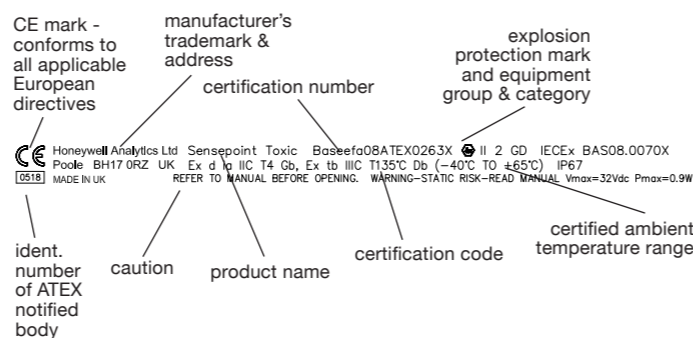 CE mark -
conforms to
all applicable
European
directives
manufacturer's
trademark &
address
certification number
explosion
protection mark
and equipment
group & category
CE Honeywell Analytics Ltd Sensepoint Toxic Baseefa08ATEX0263X Ex II 2 GD IECEx BAS08.0070X
Poole BH17 0RZ UK Ex d ia IIC T4 Gb, Ex tb IIIC T135°C Db (−40°C TO +65°C) IP67
0518 MADE IN UK REFER TO MANUAL BEFORE OPENING. WARNING-STATIC RISK-READ MANUAL Vmax=32Vdc Pmax=0.9W
ident.
number
of ATEX
notified
body
caution
product name
certification code
certified ambient
temperature range